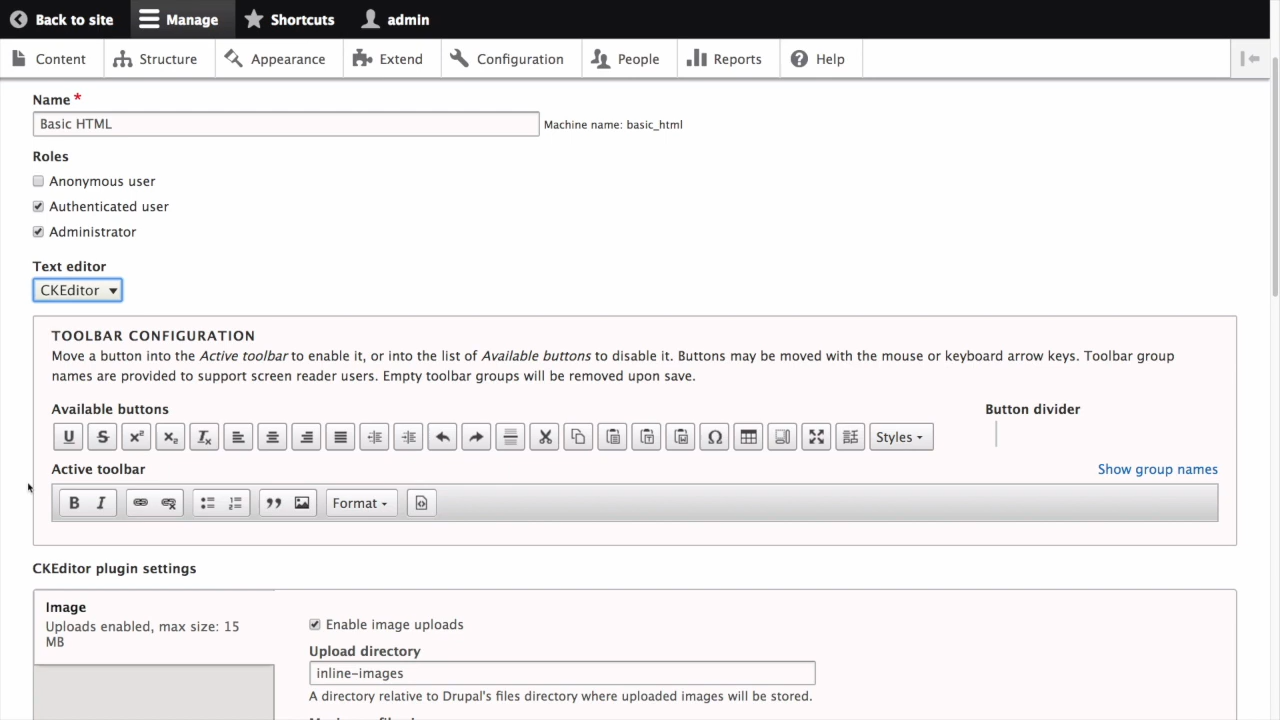 Back to site Manage Shortcuts admin
Content Structure Appearance Extend Configuration People Reports Help
Name *
Basic HTML Machine name: basic_html
Roles
Anonymous user
Authenticated user
Administrator
Text editor
CKEditor
TOOLBAR CONFIGURATION
Move a button into the Active toolbar to enable it, or into the list of Available buttons to disable it. Buttons may be moved with the mouse or keyboard arrow keys. Toolbar group
names are provided to support screen reader users. Empty toolbar groups will be removed upon save.
Available buttons Button divider
U S x² x₂ Ix Ω Styles
Active toolbar Show group names
B I Format
CKEditor plugin settings
Image
Uploads enabled, max size: 15
MB
Enable image uploads
Upload directory
inline-images
A directory relative to Drupal's files directory where uploaded images will be stored.